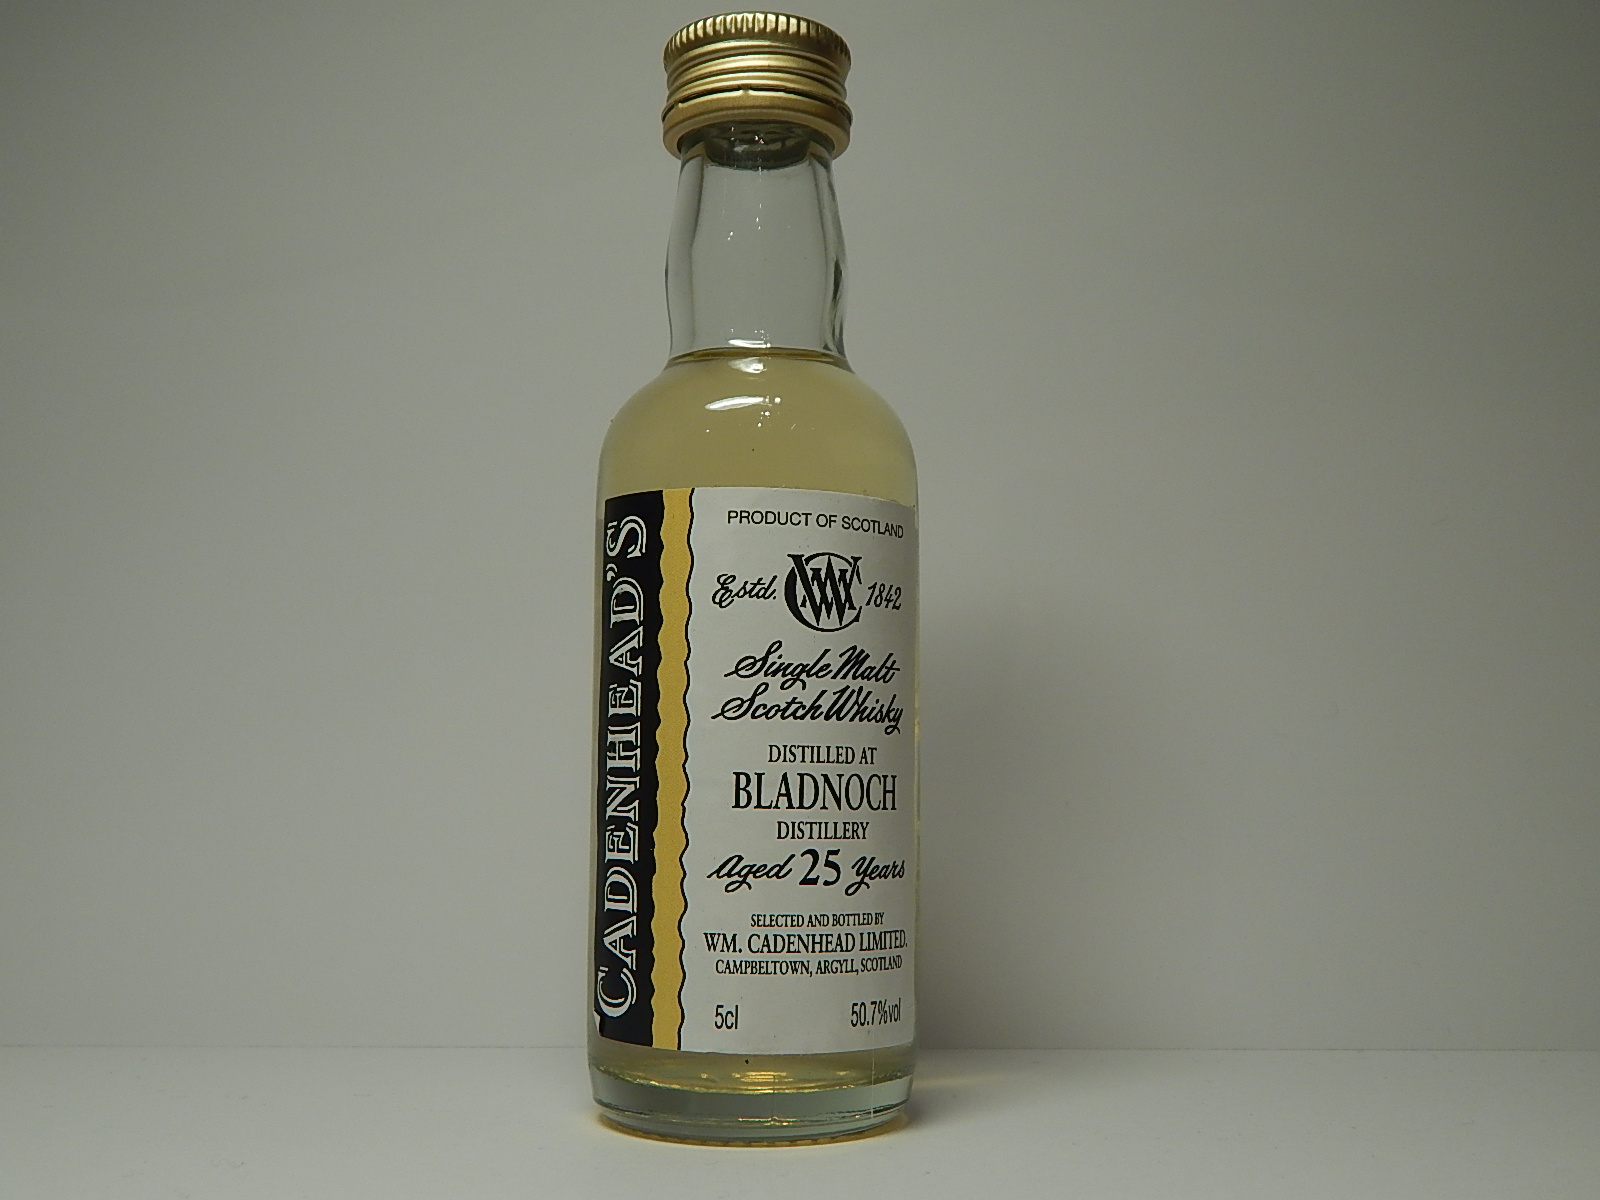 CADENHEAD'S
PRODUCT OF SCOTLAND
Estd. WC 1842
Single Malt
Scotch Whisky
DISTILLED AT
BLADNOCH
DISTILLERY
Aged 25 Years
SELECTED AND BOTTLED BY
WM. CADENHEAD LIMITED.
CAMPBELTOWN, ARGYLL, SCOTLAND
5cl 50.7%vol